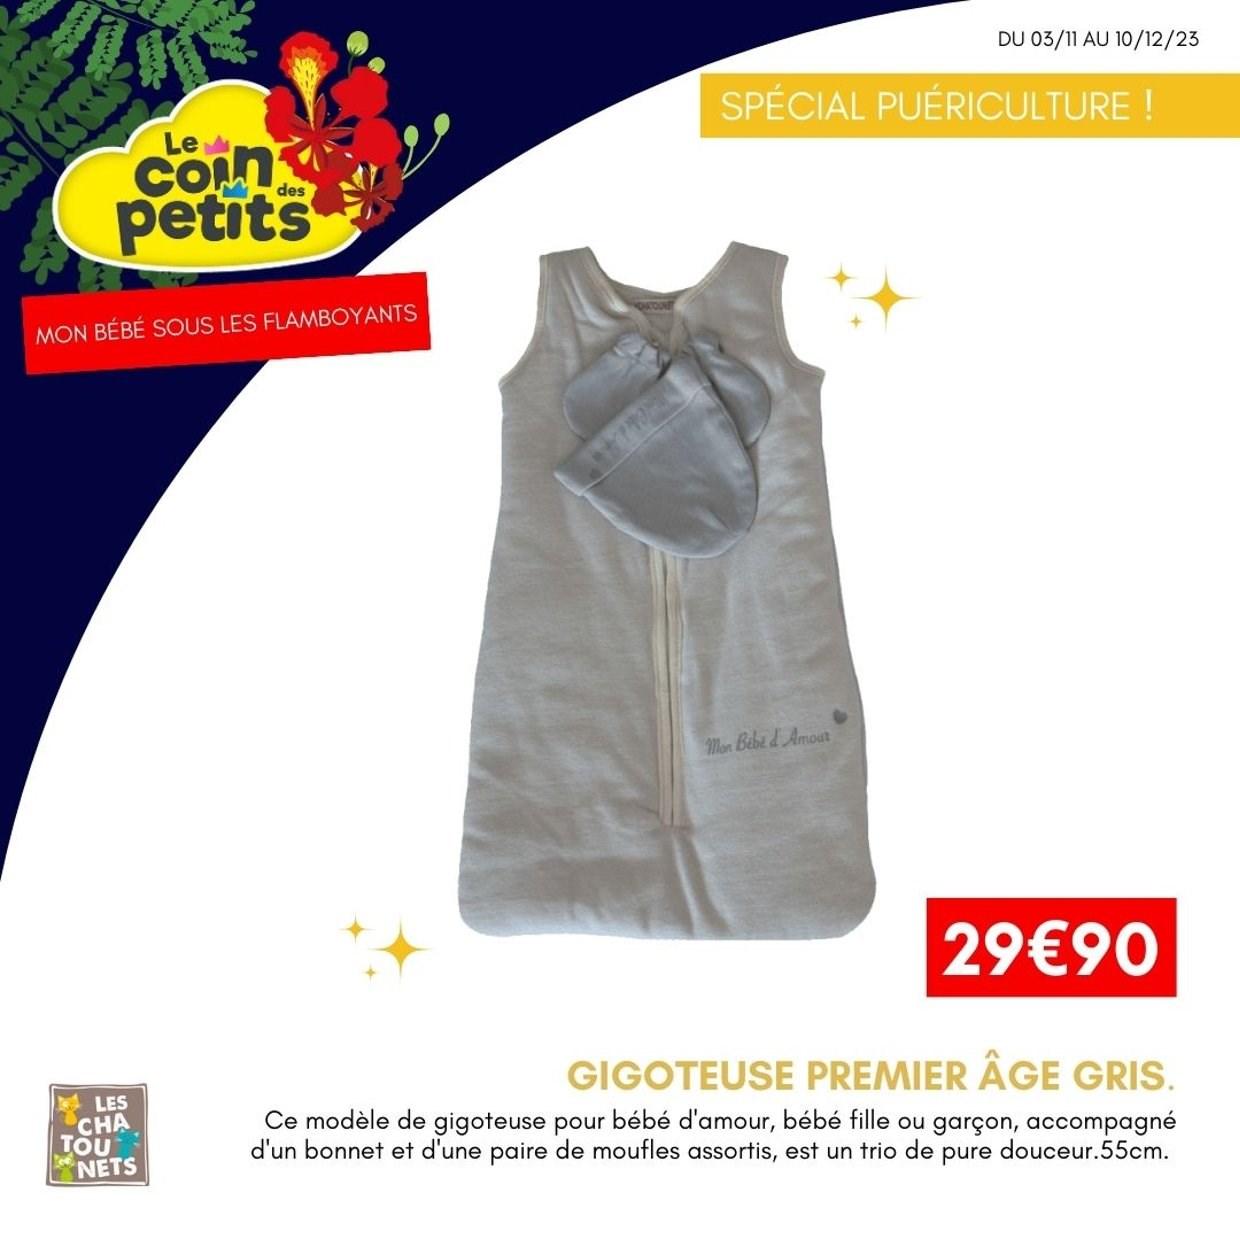 DU 03/11 AU 10/12/23
SPÉCIAL PUÉRICULTURE !
Le
coin
des
petits
MON BÉBÉ SOUS LES FLAMBOYANTS
Mon Bébé d'Amour
29€90
GIGOTEUSE PREMIER ÂGE GRIS.
Ce modèle de gigoteuse pour bébé d'amour, bébé fille ou garçon, accompagné
d'un bonnet et d'une paire de moufles assortis, est un trio de pure douceur.55cm.
LES
CHA
TOU
NETS